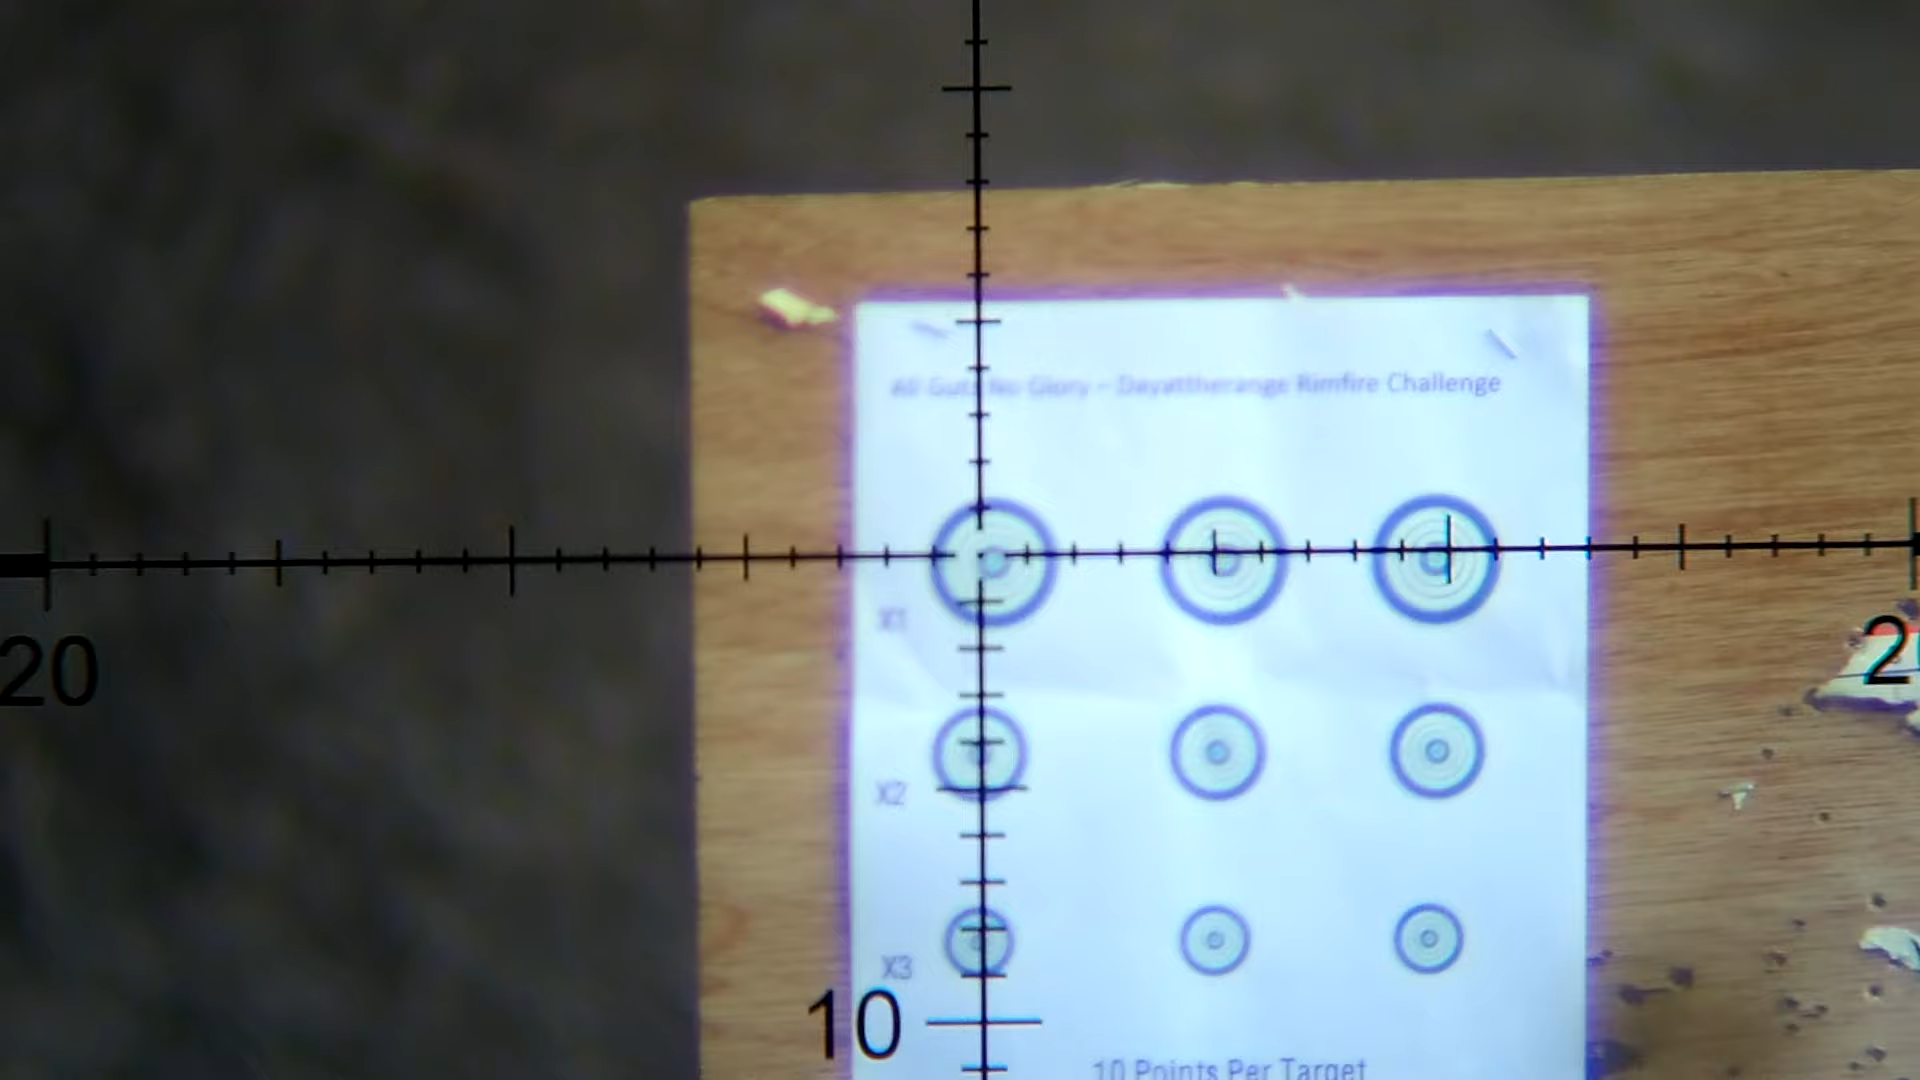 All Guts No Glory – Dayattherange Rimfire Challenge
X1
20
X2
X3
10
10 Points Per Target